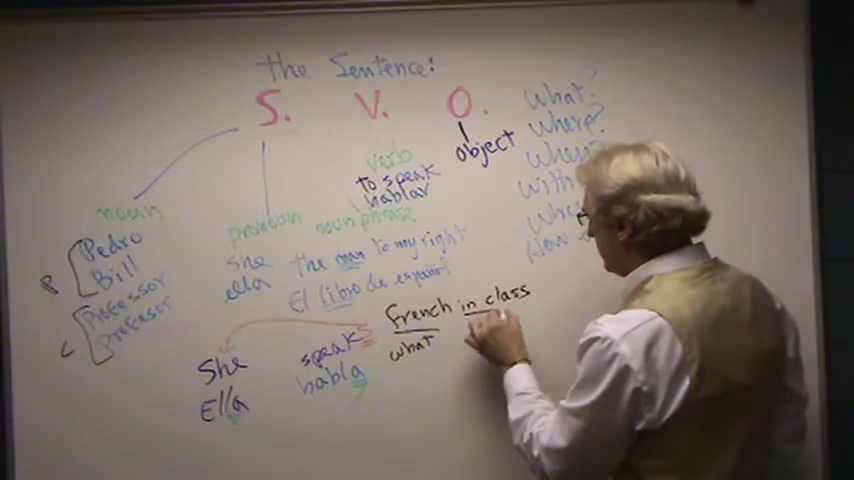 The Sentence:
S. V. O.
object
what?
where?
when?
with
verb
to speak
hablar
noun
Pedro
Bill
P
Professor
Profesor
C
pronoun
she
ella
noun phrase
the man to my right
El libro de español
She speaks French in class
what
Ella habla